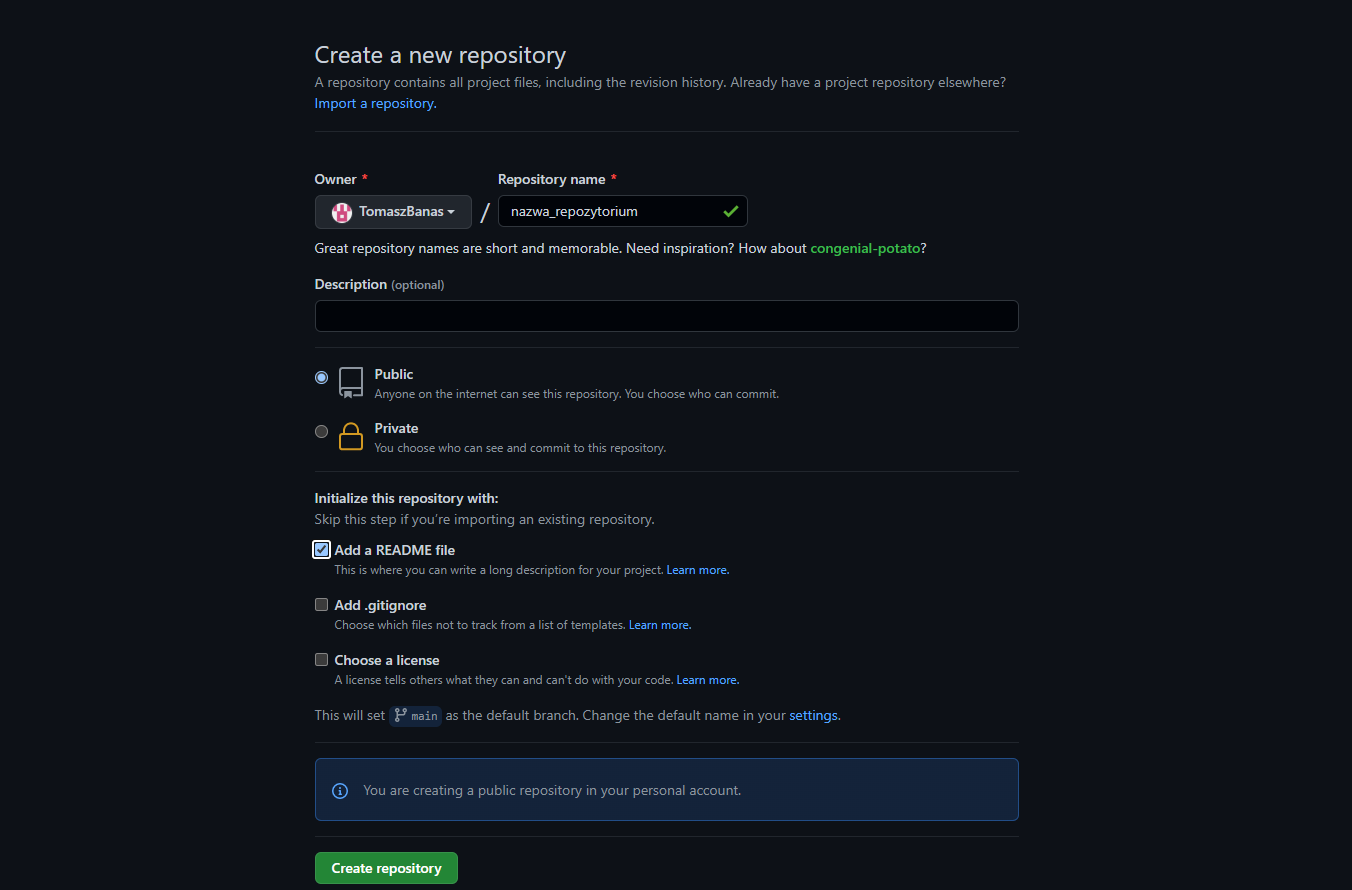 Create a new repository
A repository contains all project files, including the revision history. Already have a project repository elsewhere?
Import a repository.
Owner * Repository name *
TomaszBanas / nazwa_repozytorium
Great repository names are short and memorable. Need inspiration? How about congenial-potato?
Description (optional)
Public
Anyone on the internet can see this repository. You choose who can commit.
Private
You choose who can see and commit to this repository.
Initialize this repository with:
Skip this step if you're importing an existing repository.
Add a README file
This is where you can write a long description for your project. Learn more.
Add .gitignore
Choose which files not to track from a list of templates. Learn more.
Choose a license
A license tells others what they can and can't do with your code. Learn more.
This will set main as the default branch. Change the default name in your settings.
You are creating a public repository in your personal account.
Create repository